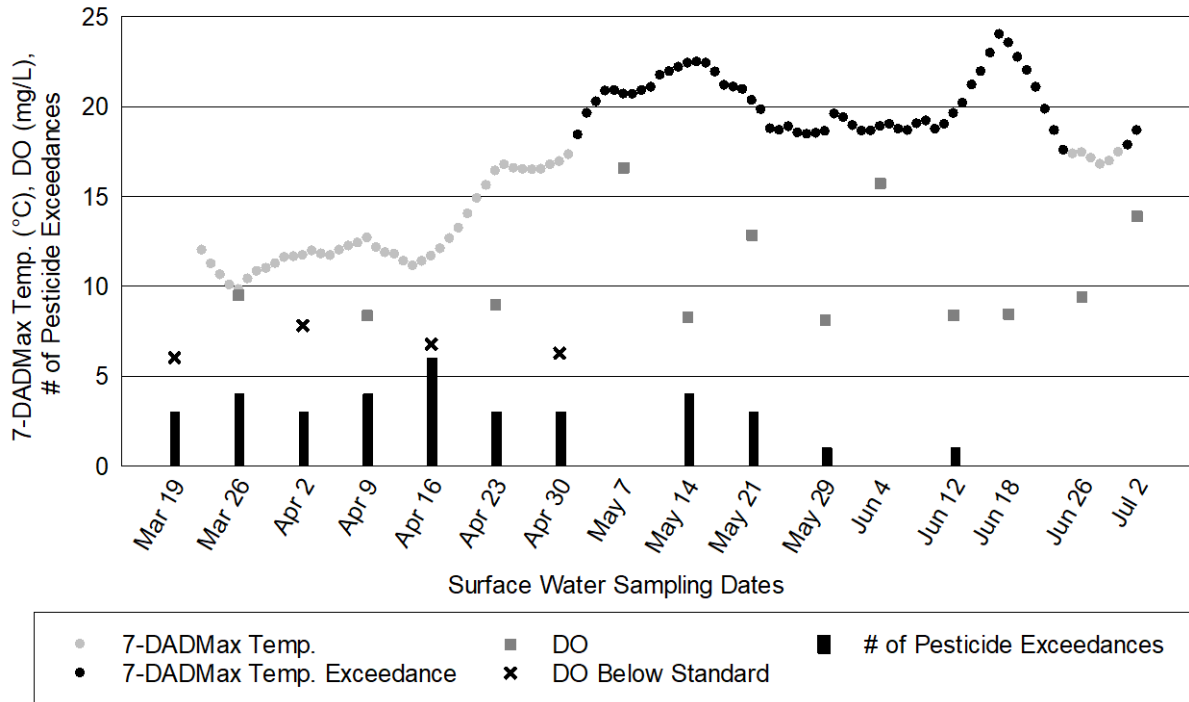 7-DADMax Temp. (°C), DO (mg/L),
# of Pesticide Exceedances
25
20
15
10
5
0
Mar 19
Mar 26
Apr 2
Apr 9
Apr 16
Apr 23
Apr 30
May 7
May 14
May 21
May 29
Jun 4
Jun 12
Jun 18
Jun 26
Jul 2
Surface Water Sampling Dates
7-DADMax Temp.
DO
# of Pesticide Exceedances
7-DADMax Temp. Exceedance
DO Below Standard